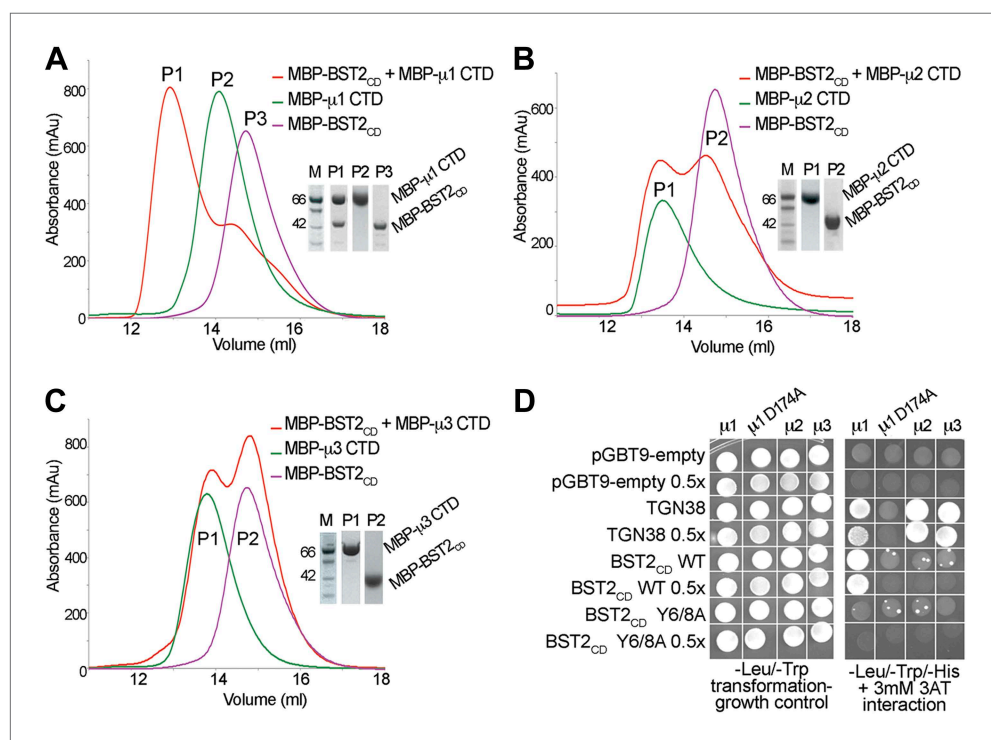 A
P1
P2
P3
MBP-BST2CD + MBP-μ1 CTD
MBP-μ1 CTD
MBP-BST2CD
Absorbance (mAu)
800
600
400
200
0
12 14 16 18
Volume (ml)
M P1 P2 P3
66
42
MBP-μ1 CTD
MBP-BST2CD
B
MBP-BST2CD + MBP-μ2 CTD
MBP-μ2 CTD
MBP-BST2CD
P1
P2
Absorbance (mAu)
600
400
200
0
12 14 16 18
Volume (ml)
M P1 P2
66
42
MBP-μ2 CTD
MBP-BST2CD
C
MBP-BST2CD + MBP-μ3 CTD
MBP-μ3 CTD
MBP-BST2CD
P1
P2
Absorbance (mAu)
800
600
400
200
0
12 14 16 18
Volume (ml)
M P1 P2
66
42
MBP-μ3 CTD
MBP-BST2CD
D
μ1 μ1 D174A μ2 μ3
μ1 μ1 D174A μ2 μ3
pGBT9-empty
pGBT9-empty 0.5x
TGN38
TGN38 0.5x
BST2CD WT
BST2CD WT 0.5x
BST2CD Y6/8A
BST2CD Y6/8A 0.5x
-Leu/-Trp
transformation-
growth control
-Leu/-Trp/-His
+ 3mM 3AT
interaction